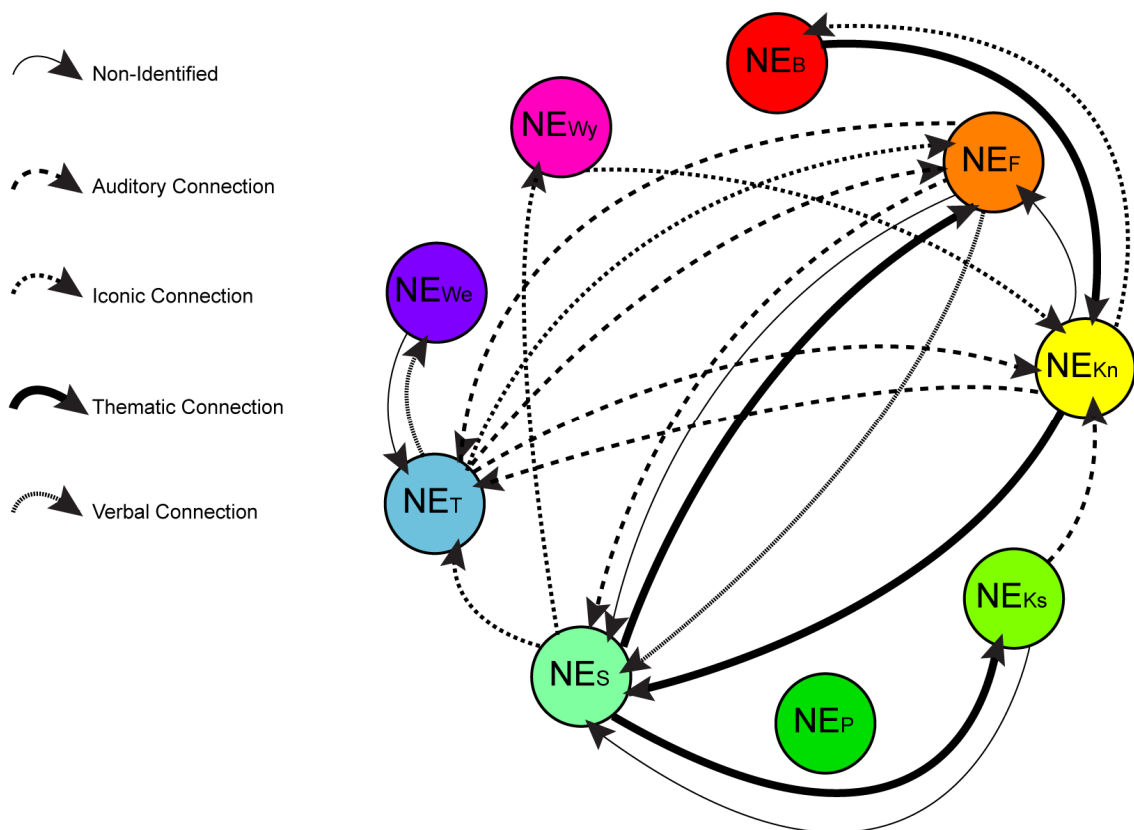 Non-Identified
Auditory Connection
Iconic Connection
Thematic Connection
Verbal Connection
NEB
NEWy
NEF
NEWe
NEKn
NET
NEKs
NES
NEP